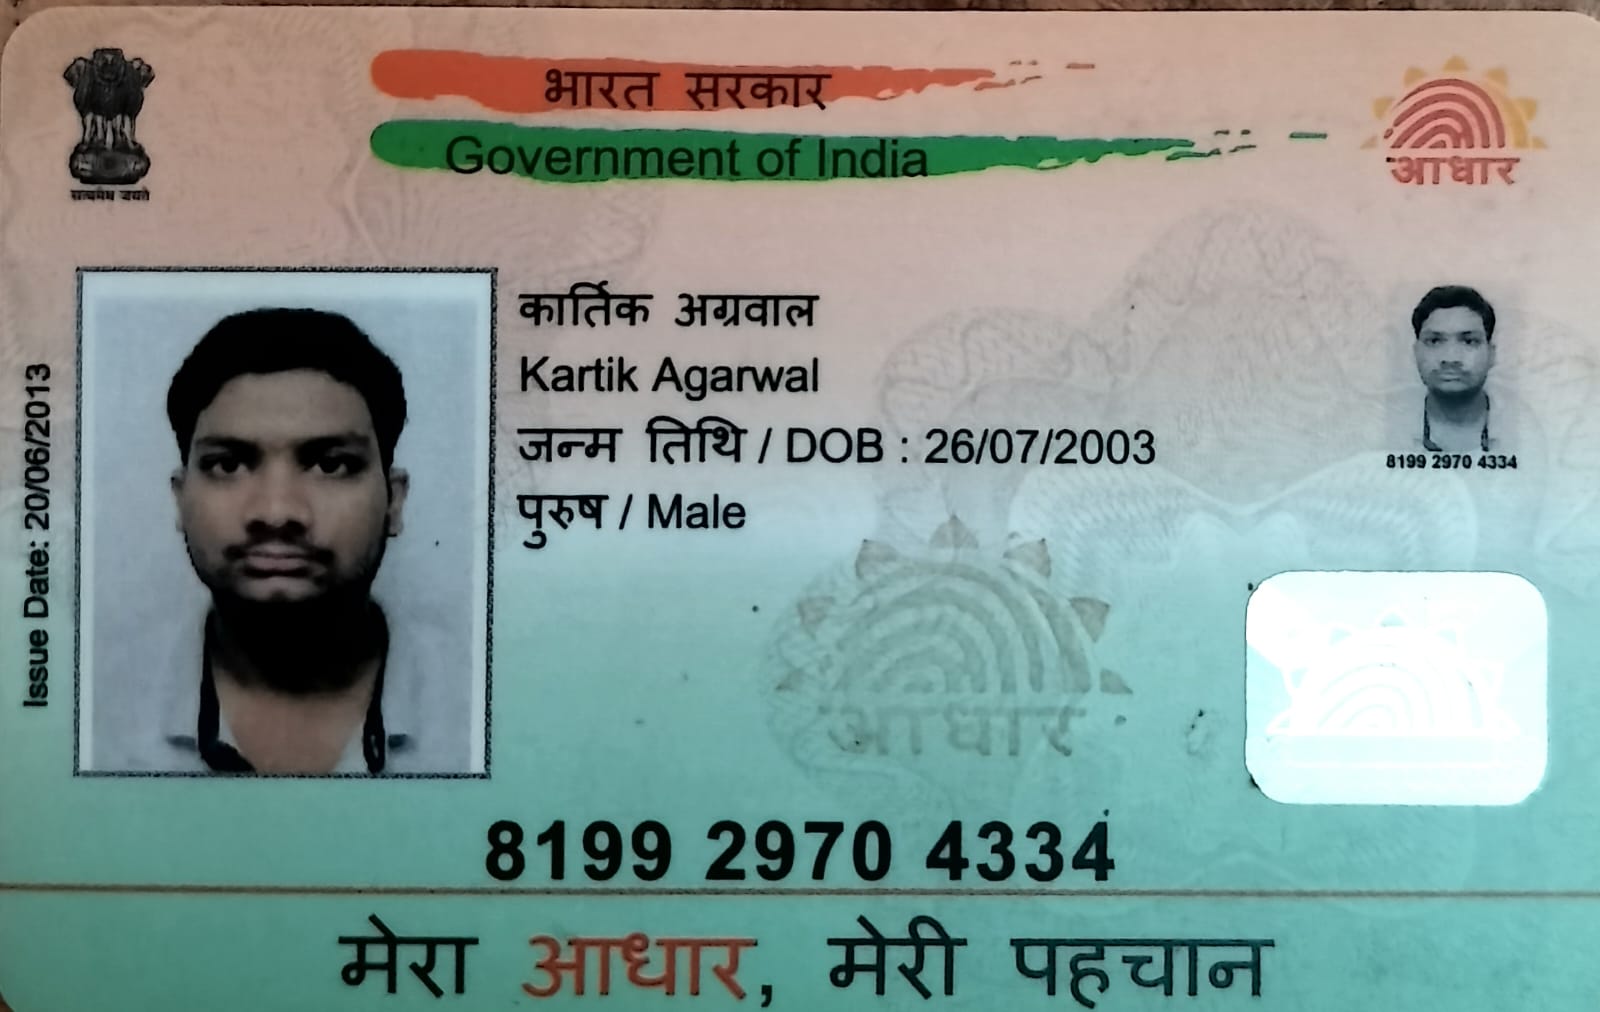 भारत सरकार
Government of India
सत्यमेव जयते
आधार
Issue Date: 20/06/2013
कार्तिक अग्रवाल
Kartik Agarwal
जन्म तिथि / DOB : 26/07/2003
पुरुष / Male
8199 2970 4334
आधार
8199 2970 4334
मेरा आधार, मेरी पहचान